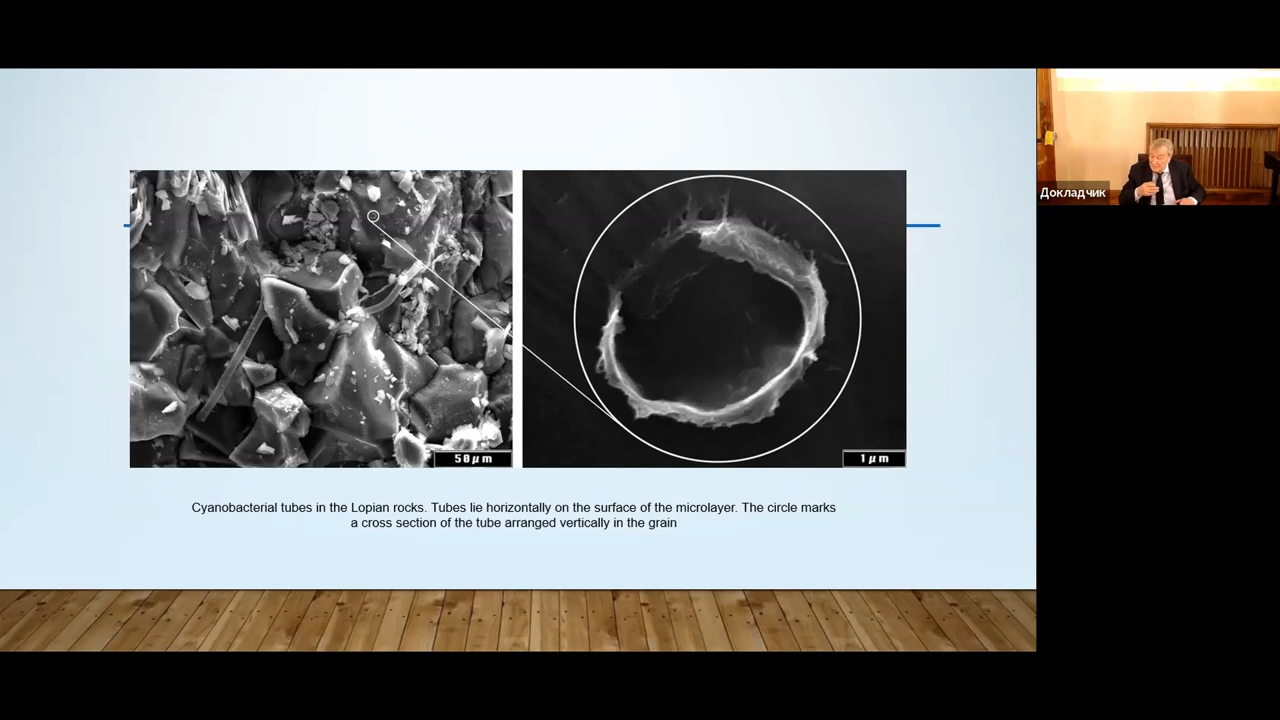 Докладчик
50μm
1μm
Cyanobacterial tubes in the Lopian rocks. Tubes lie horizontally on the surface of the microlayer. The circle marks
a cross section of the tube arranged vertically in the grain